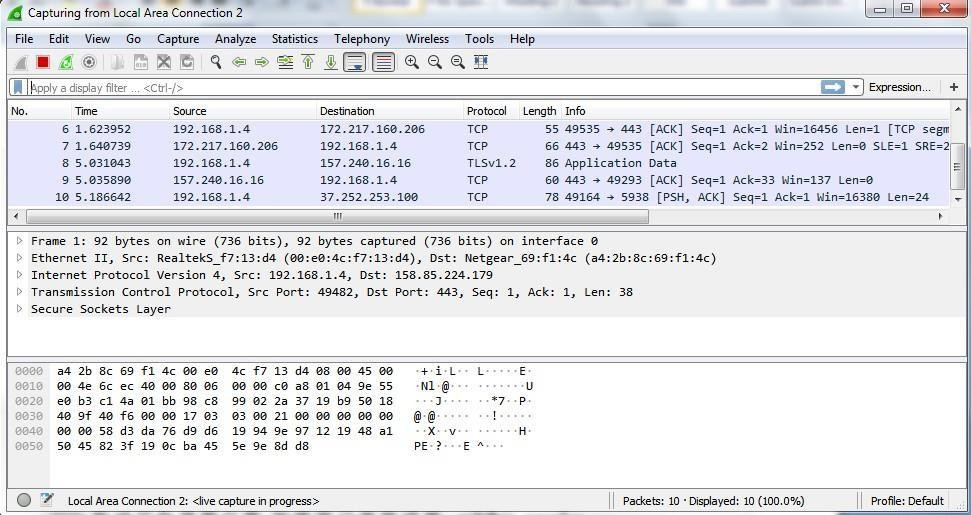 Capturing from Local Area Connection 2
File Edit View Go Capture Analyze Statistics Telephony Wireless Tools Help
Apply a display filter ... <Ctrl-/>
Expression... +
No. Time Source Destination Protocol Length Info
6 1.623952 192.168.1.4 172.217.160.206 TCP 55 49535 → 443 [ACK] Seq=1 Ack=1 Win=16456 Len=1 [TCP segm
7 1.640739 172.217.160.206 192.168.1.4 TCP 66 443 → 49535 [ACK] Seq=1 Ack=2 Win=252 Len=0 SLE=1 SRE=2
8 5.031043 192.168.1.4 157.240.16.16 TLSv1.2 86 Application Data
9 5.035890 157.240.16.16 192.168.1.4 TCP 60 443 → 49293 [ACK] Seq=1 Ack=33 Win=137 Len=0
10 5.186642 192.168.1.4 37.252.253.100 TCP 78 49164 → 5938 [PSH, ACK] Seq=1 Ack=1 Win=16380 Len=24
Frame 1: 92 bytes on wire (736 bits), 92 bytes captured (736 bits) on interface 0
Ethernet II, Src: RealtekS_f7:13:d4 (00:e0:4c:f7:13:d4), Dst: Netgear_69:f1:4c (a4:2b:8c:69:f1:4c)
Internet Protocol Version 4, Src: 192.168.1.4, Dst: 158.85.224.179
Transmission Control Protocol, Src Port: 49482, Dst Port: 443, Seq: 1, Ack: 1, Len: 38
Secure Sockets Layer
0000 a4 2b 8c 69 f1 4c 00 e0 4c f7 13 d4 08 00 45 00 ·+·i·L·· L·····E·
0010 00 4e 6c ec 40 00 80 06 00 00 c0 a8 01 04 9e 55 ·Nl·@··· ·······U
0020 e0 b3 c1 4a 01 bb 98 c8 99 02 2a 37 19 b9 50 18 ···J···· ··*7··P·
0030 40 9f 40 f6 00 00 17 03 03 00 21 00 00 00 00 00 @·@····· ··!·····
0040 00 00 58 d3 da 76 d9 d6 19 94 9e 97 12 19 48 a1 ··X··v·· ······H·
0050 50 45 82 3f 19 0c ba 45 5e 9e 8d d8 PE·?···E ^···
Local Area Connection 2: <live capture in progress> Packets: 10 · Displayed: 10 (100.0%) Profile: Default